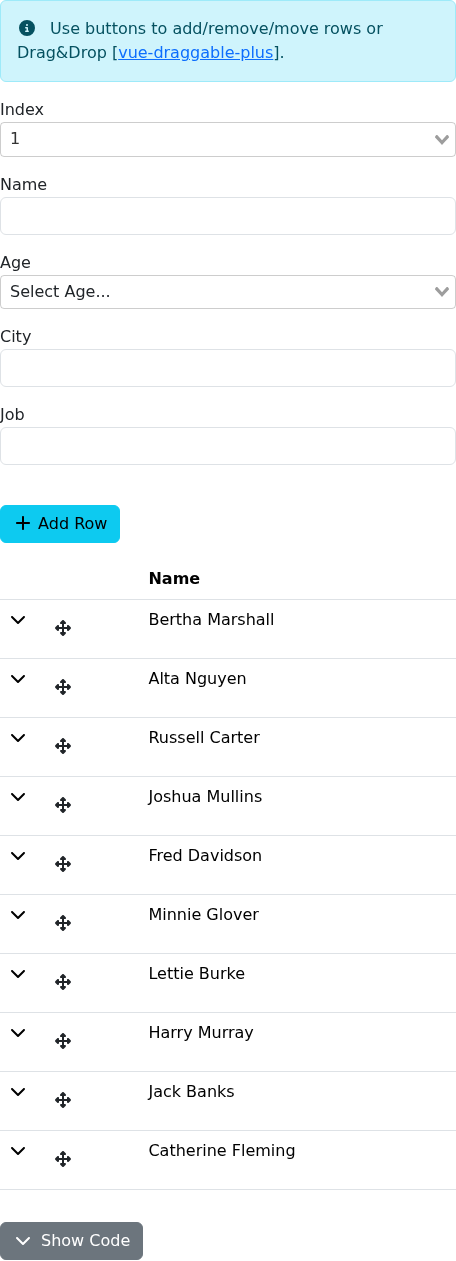 Use buttons to add/remove/move rows or
Drag&Drop [vue-draggable-plus].
Index
1
Name
Age
Select Age...
City
Job
Add Row
Name
Bertha Marshall
Alta Nguyen
Russell Carter
Joshua Mullins
Fred Davidson
Minnie Glover
Lettie Burke
Harry Murray
Jack Banks
Catherine Fleming
Show Code